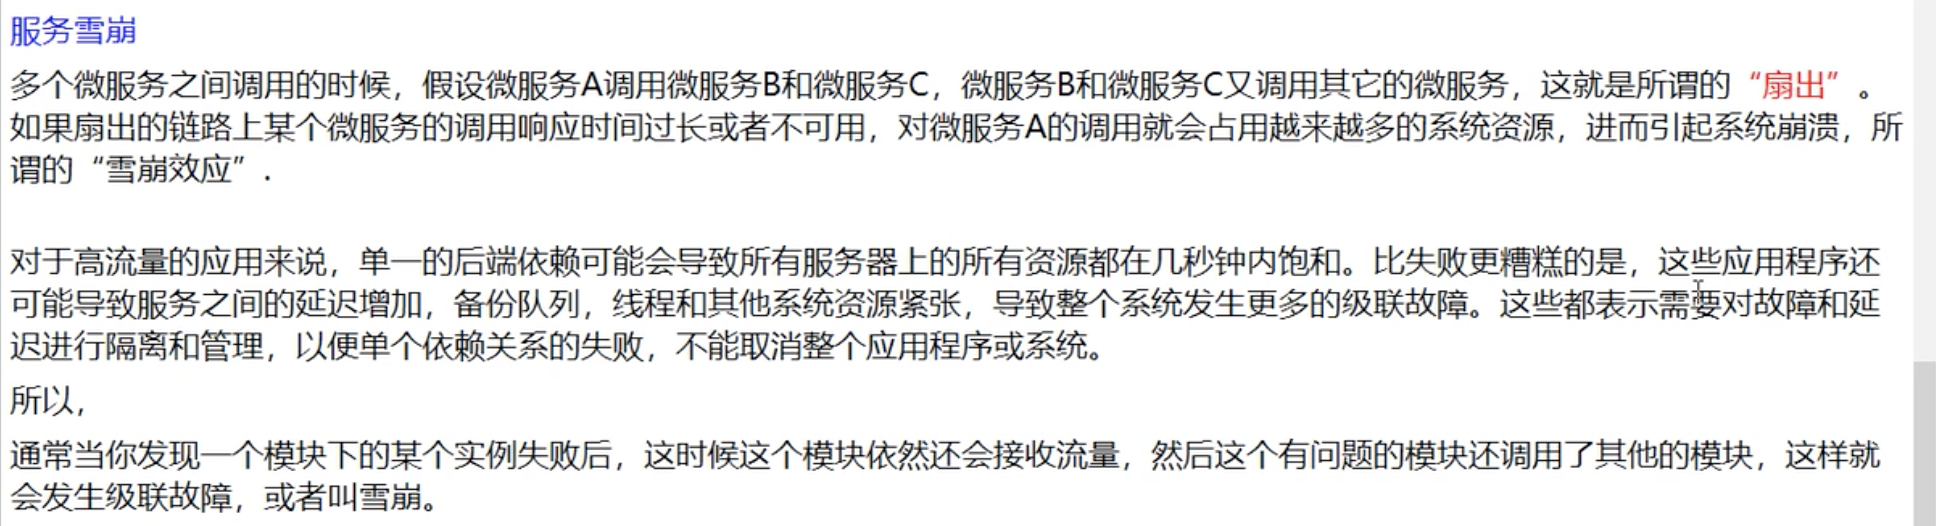 服务雪崩
多个微服务之间调用的时候，假设微服务A调用微服务B和微服务C，微服务B和微服务C又调用其它的微服务，这就是所谓的“扇出”。
如果扇出的链路上某个微服务的调用响应时间过长或者不可用，对微服务A的调用就会占用越来越多的系统资源，进而引起系统崩溃，所
谓的“雪崩效应”.
对于高流量的应用来说，单一的后端依赖可能会导致所有服务器上的所有资源都在几秒钟内饱和。比失败更糟糕的是，这些应用程序还
可能导致服务之间的延迟增加，备份队列，线程和其他系统资源紧张，导致整个系统发生更多的级联故障。这些都表示需要对故障和延
迟进行隔离和管理，以便单个依赖关系的失败，不能取消整个应用程序或系统。
所以，
通常当你发现一个模块下的某个实例失败后，这时候这个模块依然还会接收流量，然后这个有问题的模块还调用了其他的模块，这样就
会发生级联故障，或者叫雪崩。